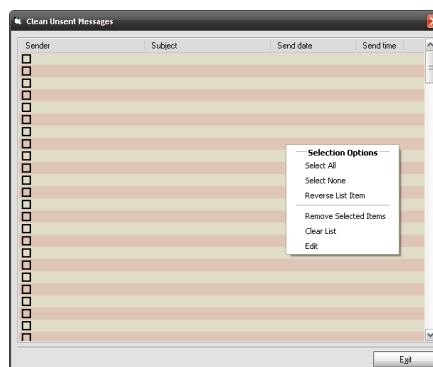 Clean Unsent Messages
Sender Subject Send date Send time
Selection Options
Select All
Select None
Reverse List Item
Remove Selected Items
Clear List
Edit
Exit